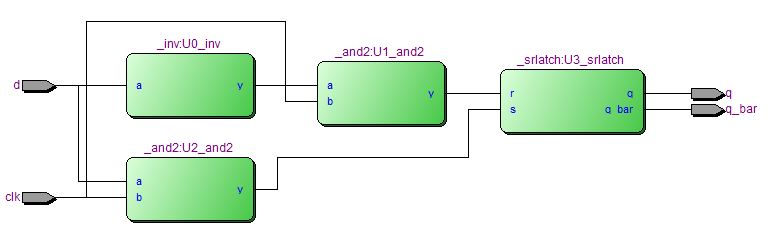 _inv:U0_inv
_and2:U1_and2
_srlatch:U3_srlatch
d
a
y
a
b
y
r
s
q
q_bar
q
q_bar
_and2:U2_and2
clk
a
b
y